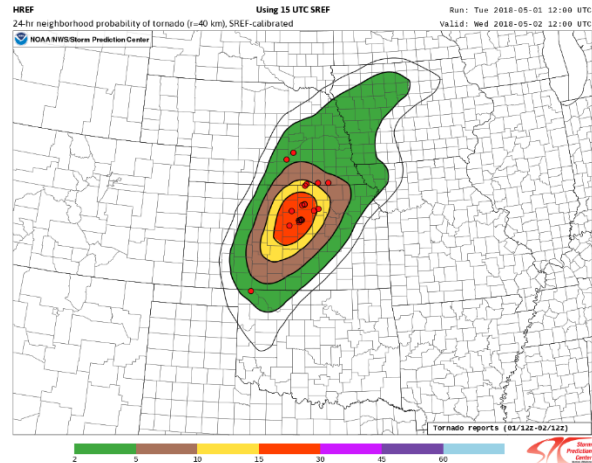 HREF
Using 15 UTC SREF
Run: Tue 2018-05-01 12:00 UTC
24-hr neighborhood probability of tornado (r=40 km), SREF-calibrated
Valid: Wed 2018-05-02 12:00 UTC
NOAA/NWS/Storm Prediction Center
Tornado reports (01/12Z-02/12Z)
2 5 10 15 30 45 60
Storm
Prediction
Center